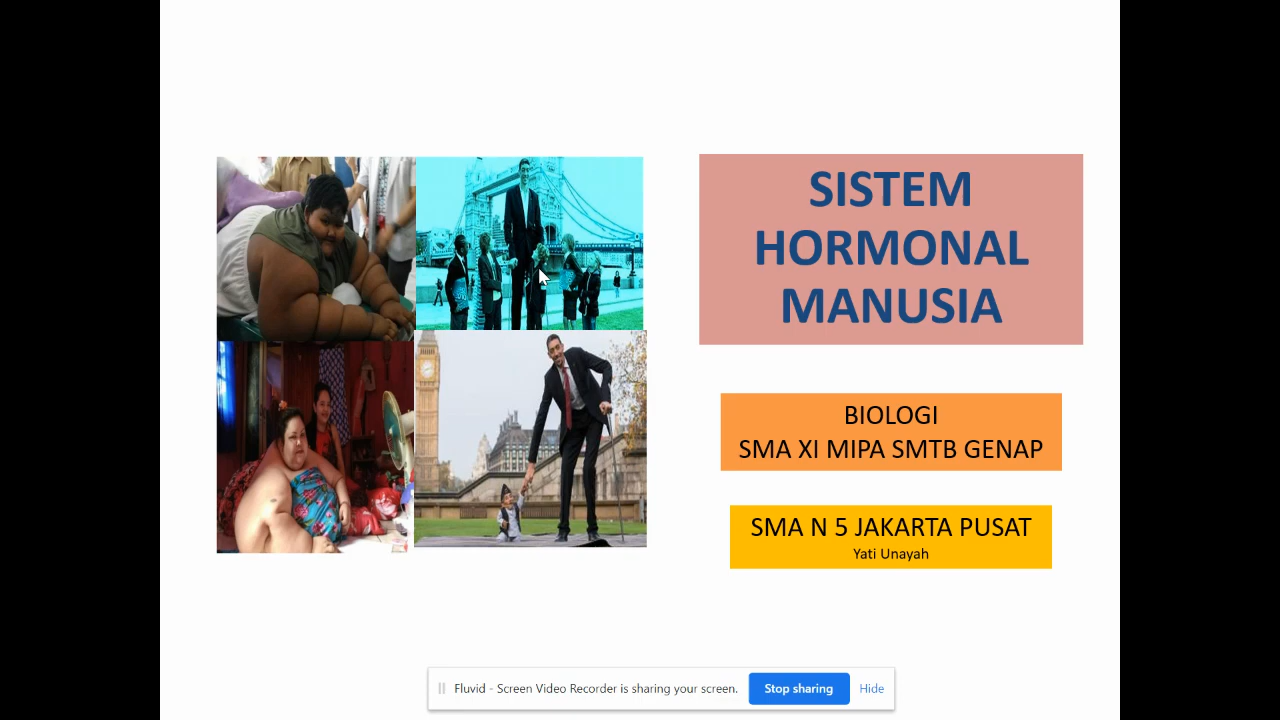 SISTEM
HORMONAL
MANUSIA
BIOLOGI
SMA XI MIPA SMTB GENAP
SMA N 5 JAKARTA PUSAT
Yati Unayah
Fluvid - Screen Video Recorder is sharing your screen.
Stop sharing
Hide